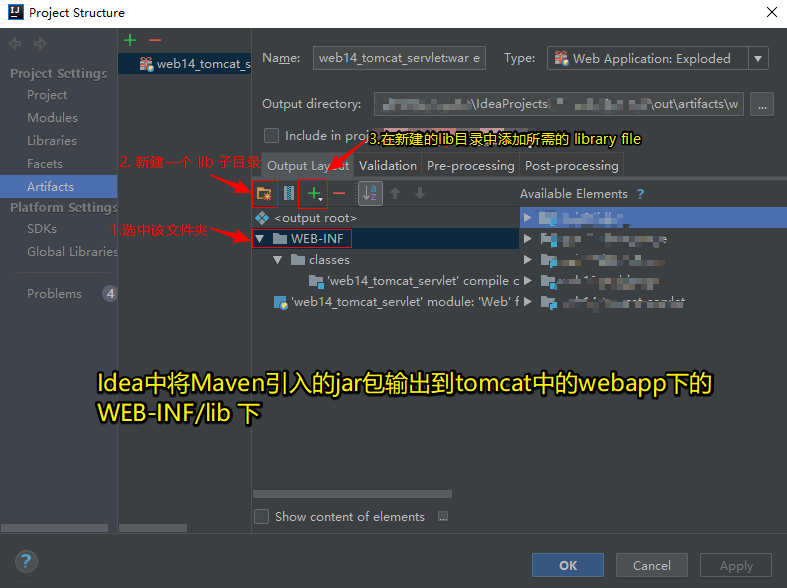 Project Structure
Project Settings
Project
Modules
Libraries
Facets
Artifacts
Platform Settings
SDKs
Global Libraries
Problems 4
web14_tomcat_s
Name: web14_tomcat_servlet:war e Type: Web Application: Exploded
Output directory: \IdeaProjects \out\artifacts\w ...
Include in proj
3.在新建的lib目录中添加所需的 library file
2. 新建一个 lib 子目录
Output Layout Validation Pre-processing Post-processing
Available Elements ?
<output root>
1.选中该文件夹
WEB-INF
classes
'web14_tomcat_servlet' compile o
'web14_tomcat_servlet' module: 'Web' f
Idea中将Maven引入的jar包输出到tomcat中的webapp下的
WEB-INF/lib 下
Show content of elements ...
?
OK Cancel Apply